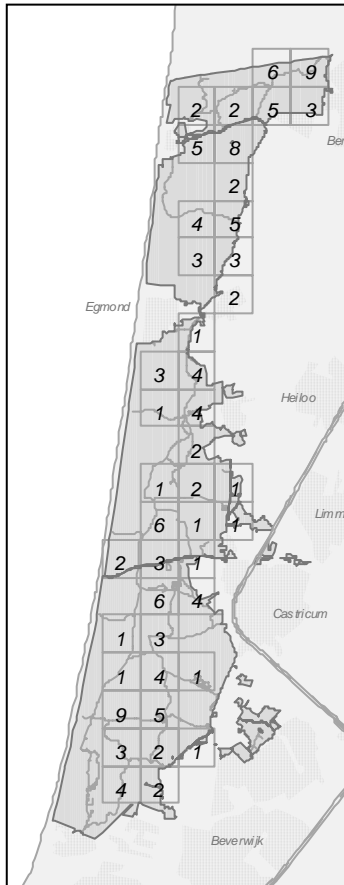 6 9
2 2 5 3
Ber
5 8
2
4 5
3 3
2
Egmond
1
3 4
Heiloo
1 4
2
1 2 1
Limm
6 1 1
2 3 1
6 4
Castricum
1 3
1 4 1
9 5
3 2 1
4 2
Beverwijk